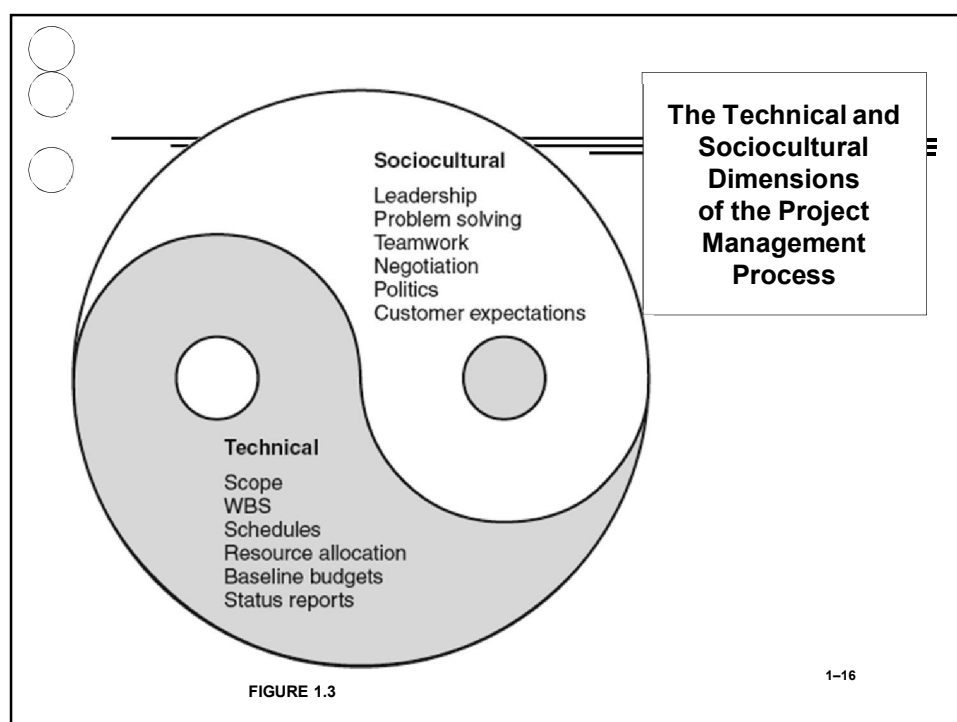 The Technical and
Sociocultural
Dimensions
of the Project
Management
Process
Sociocultural
Leadership
Problem solving
Teamwork
Negotiation
Politics
Customer expectations
Technical
Scope
WBS
Schedules
Resource allocation
Baseline budgets
Status reports
FIGURE 1.3
1–16